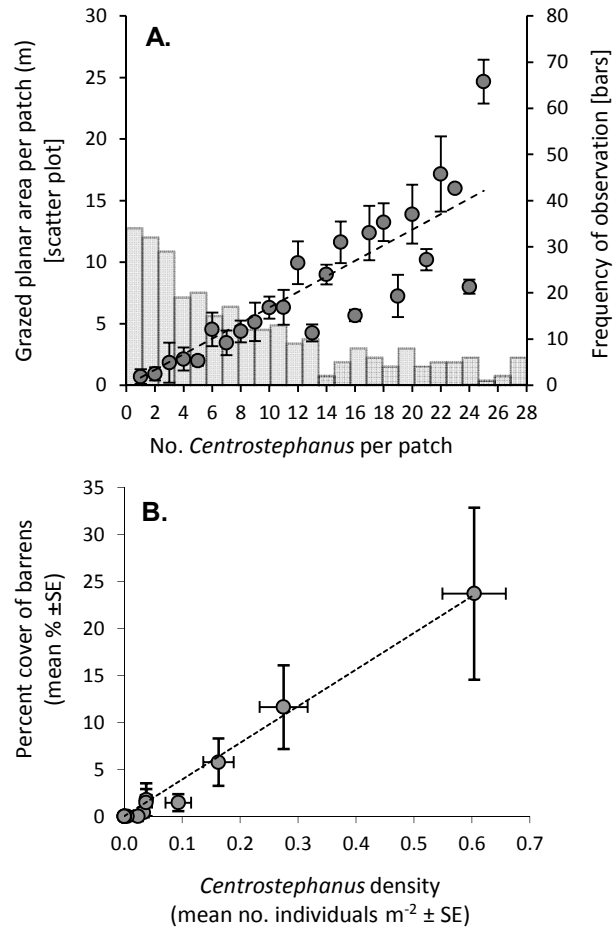 A.
Grazed planar area per patch (m)
[scatter plot]
30
25
20
15
10
5
0
80
70
60
50
40
30
20
10
0
Frequency of observation [bars]
0 2 4 6 8 10 12 14 16 18 20 22 24 26 28
No. Centrostephanus per patch
B.
Percent cover of barrens
(mean % ±SE)
35
30
25
20
15
10
5
0
0.0 0.1 0.2 0.3 0.4 0.5 0.6 0.7
Centrostephanus density
(mean no. individuals m⁻² ± SE)